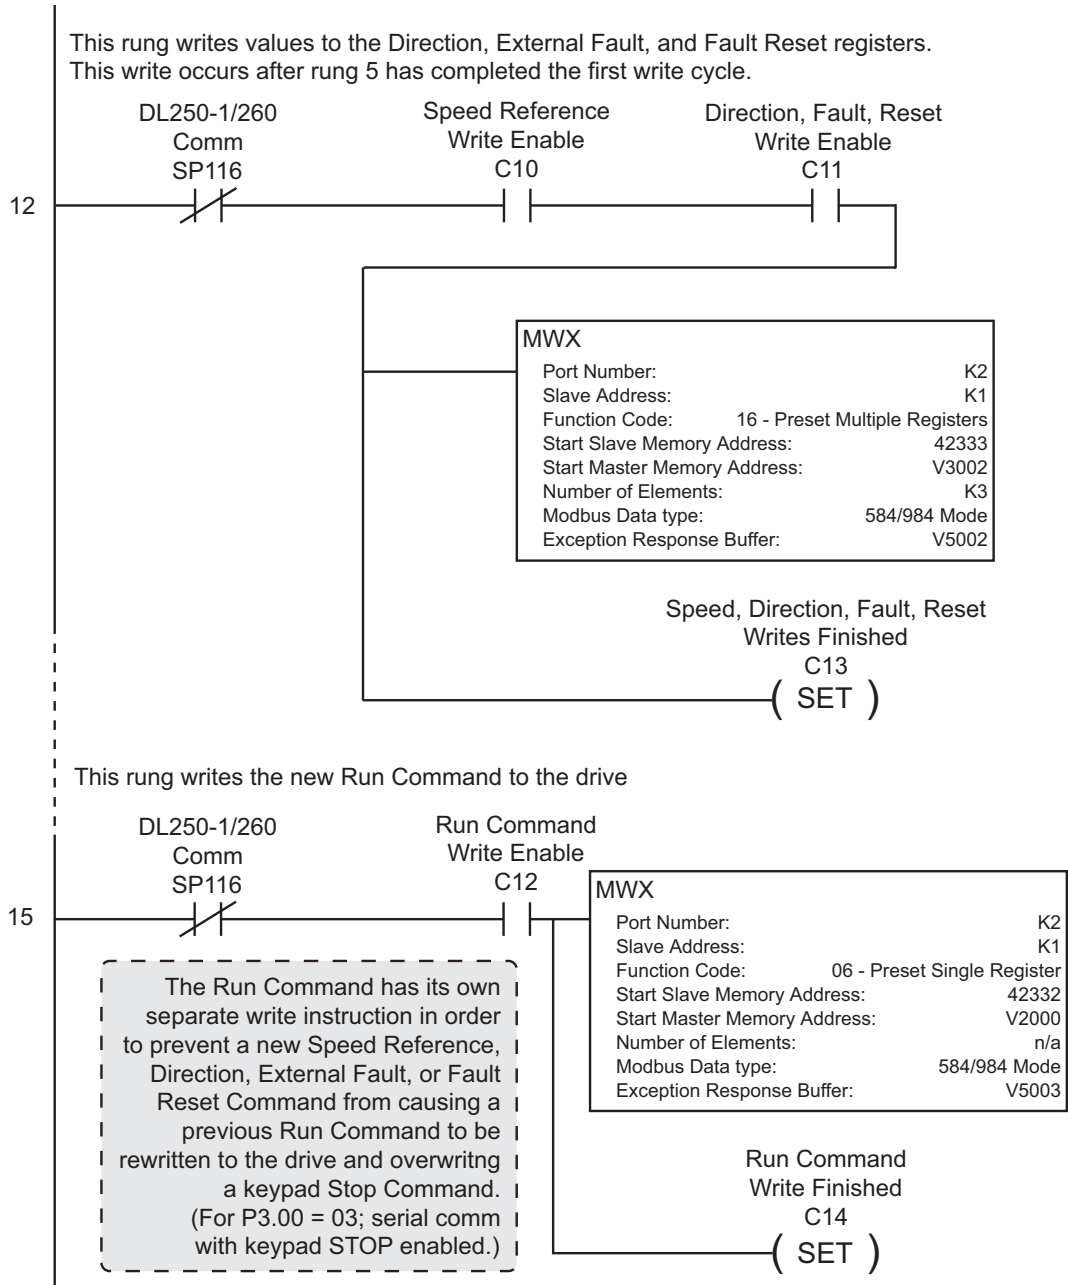 This rung writes values to the Direction, External Fault, and Fault Reset registers.
This write occurs after rung 5 has completed the first write cycle.
DL250-1/260
Comm
SP116
Speed Reference
Write Enable
C10
Direction, Fault, Reset
Write Enable
C11
12
MWX
Port Number: K2
Slave Address: K1
Function Code: 16 - Preset Multiple Registers
Start Slave Memory Address: 42333
Start Master Memory Address: V3002
Number of Elements: K3
Modbus Data type: 584/984 Mode
Exception Response Buffer: V5002
Speed, Direction, Fault, Reset
Writes Finished
C13
( SET )
This rung writes the new Run Command to the drive
DL250-1/260
Comm
SP116
Run Command
Write Enable
C12
15
MWX
Port Number: K2
Slave Address: K1
Function Code: 06 - Preset Single Register
Start Slave Memory Address: 42332
Start Master Memory Address: V2000
Number of Elements: n/a
Modbus Data type: 584/984 Mode
Exception Response Buffer: V5003
The Run Command has its own
separate write instruction in order
to prevent a new Speed Reference,
Direction, External Fault, or Fault
Reset Command from causing a
previous Run Command to be
rewritten to the drive and overwritng
a keypad Stop Command.
(For P3.00 = 03; serial comm
with keypad STOP enabled.)
Run Command
Write Finished
C14
( SET )